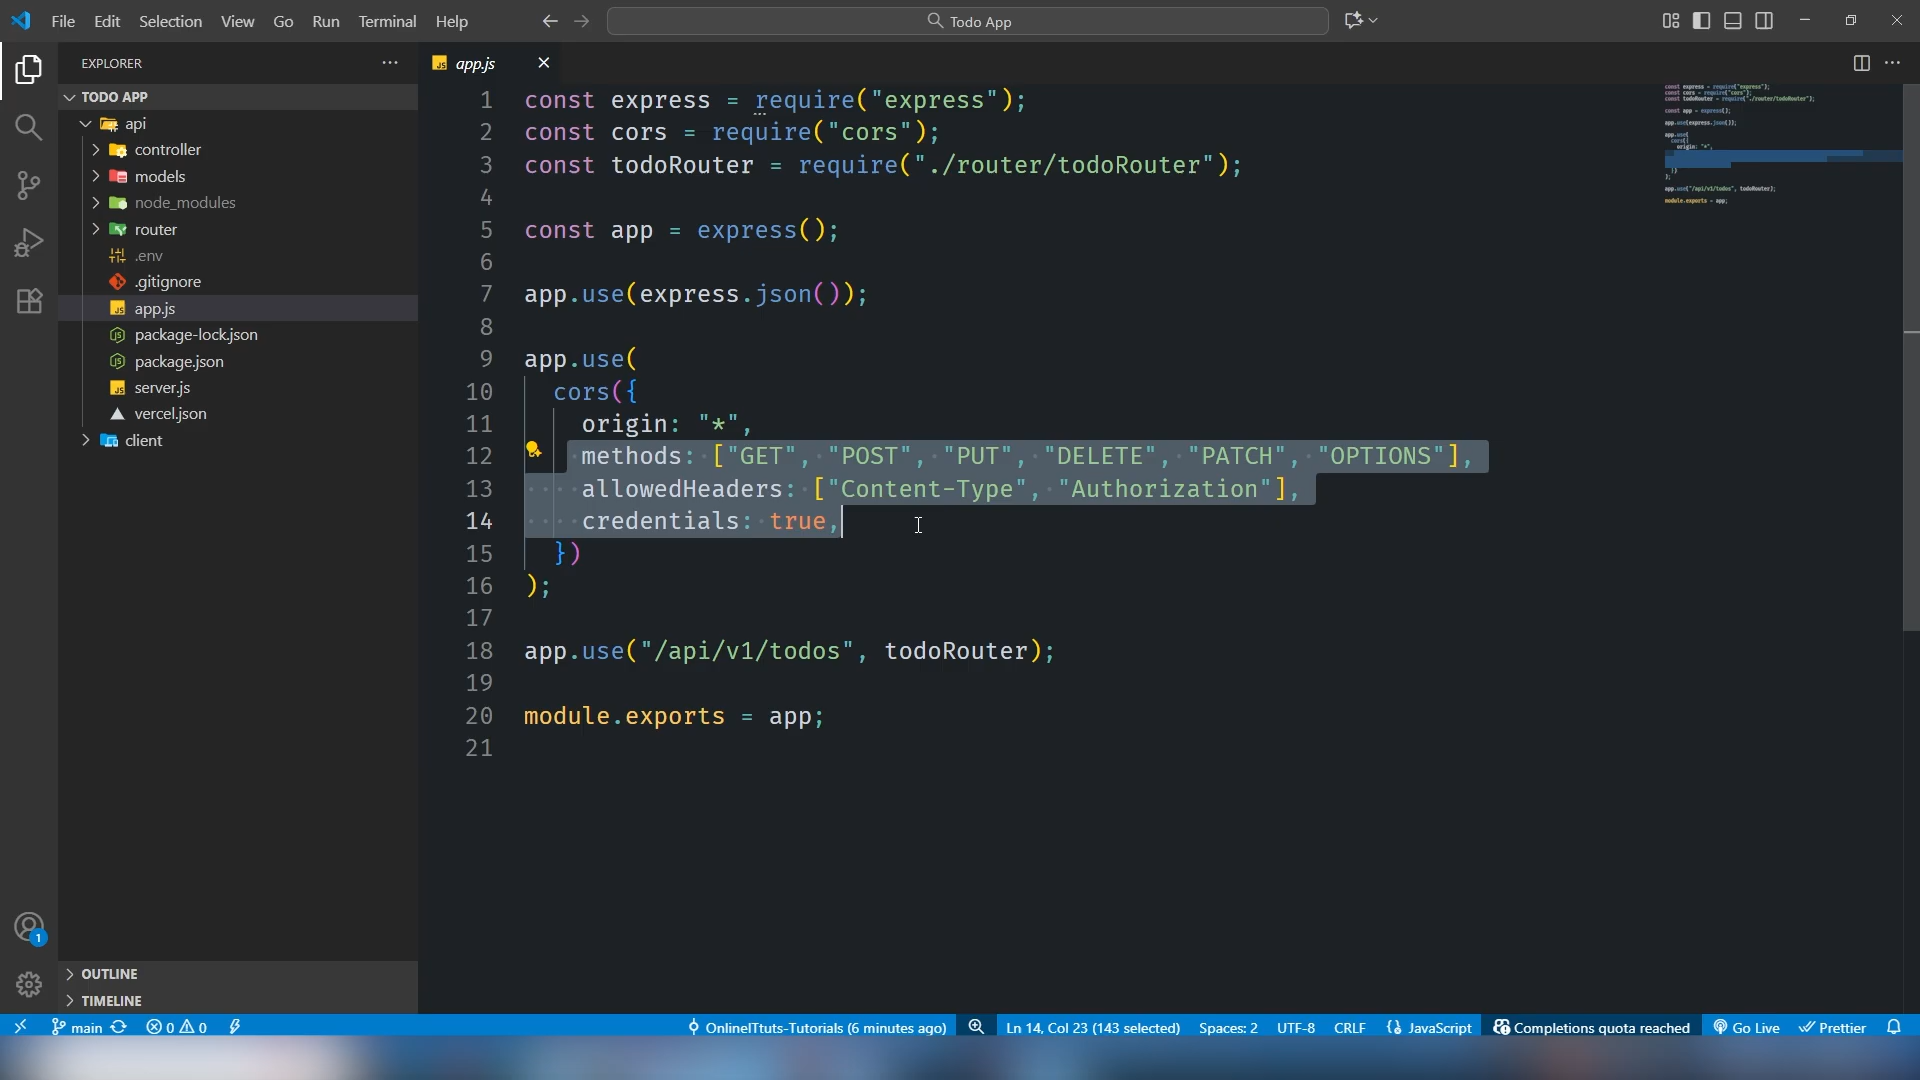 File Edit Selection View Go Run Terminal Help
Todo App
EXPLORER
TODO APP
api
controller
models
node_modules
router
.env
.gitignore
app.js
package-lock.json
package.json
server.js
vercel.json
client
OUTLINE
TIMELINE
app.js
1 const express = require("express");
2 const cors = require("cors");
3 const todoRouter = require("./router/todoRouter");
4
5 const app = express();
6
7 app.use(express.json());
8
9 app.use(
10 cors({
11 origin: "*",
12 methods: ["GET", "POST", "PUT", "DELETE", "PATCH", "OPTIONS"],
13 allowedHeaders: ["Content-Type", "Authorization"],
14 credentials: true,
15 })
16 );
17
18 app.use("/api/v1/todos", todoRouter);
19
20 module.exports = app;
21
1
main 0 0 OnlineITtuts-Tutorials (6 minutes ago) Ln 14, Col 23 (143 selected) Spaces: 2 UTF-8 CRLF JavaScript Completions quota reached Go Live Prettier